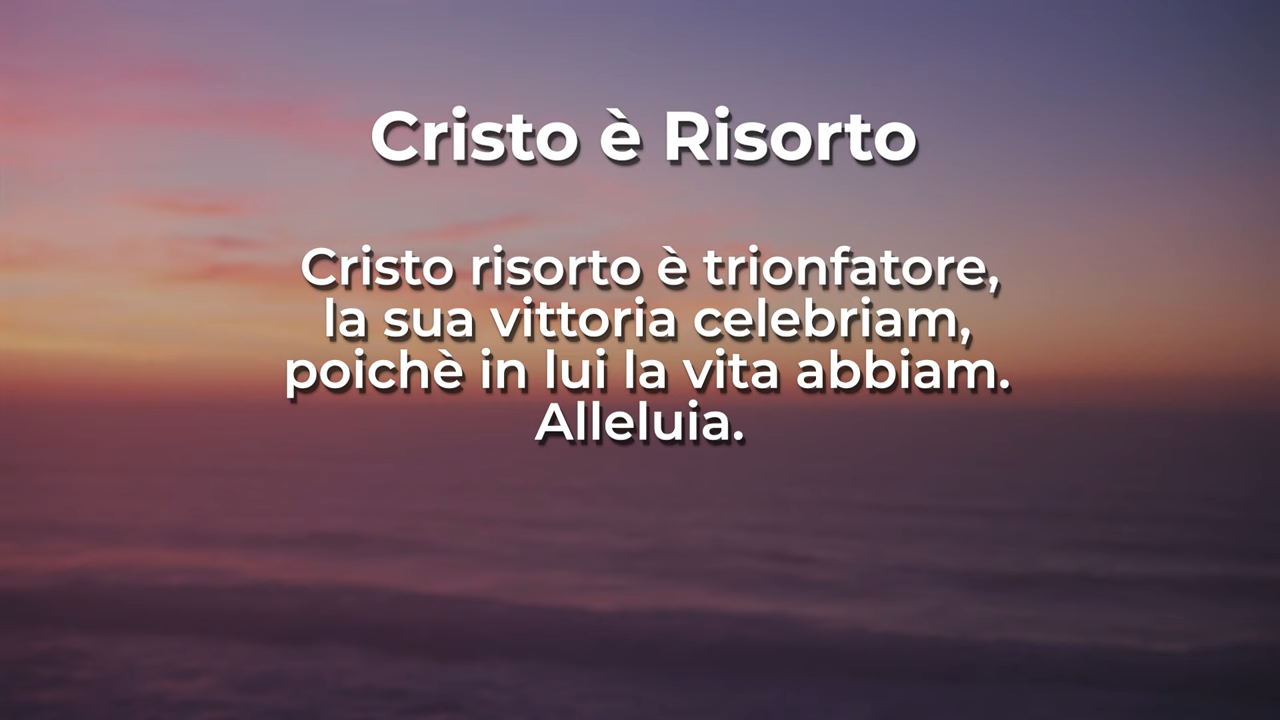 Cristo è Risorto
Cristo risorto è trionfatore,
la sua vittoria celebriam,
poichè in lui la vita abbiam.
Alleluia.